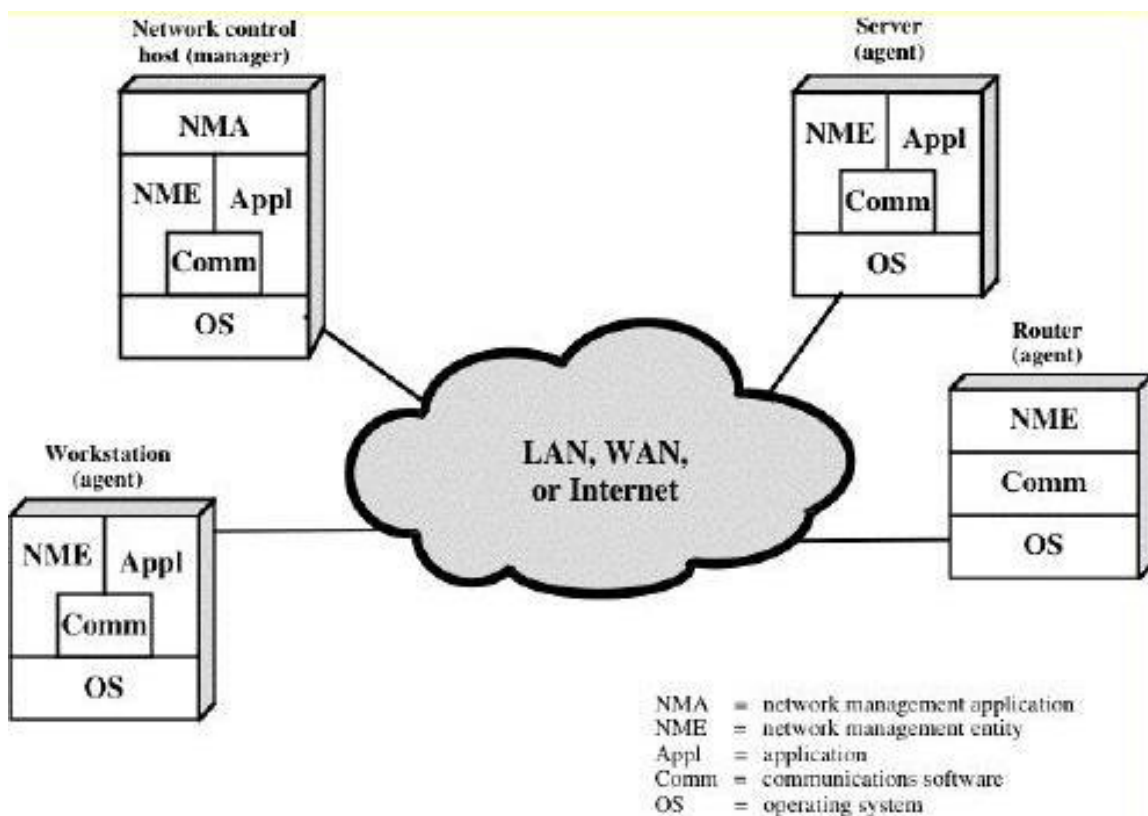 Network control
host (manager)
NMA
NME
Appl
Comm
OS
Server
(agent)
NME
Appl
Comm
OS
Router
(agent)
NME
Comm
OS
LAN, WAN,
or Internet
Workstation
(agent)
NME
Appl
Comm
OS
NMA = network management application
NME = network management entity
Appl = application
Comm = communications software
OS = operating system